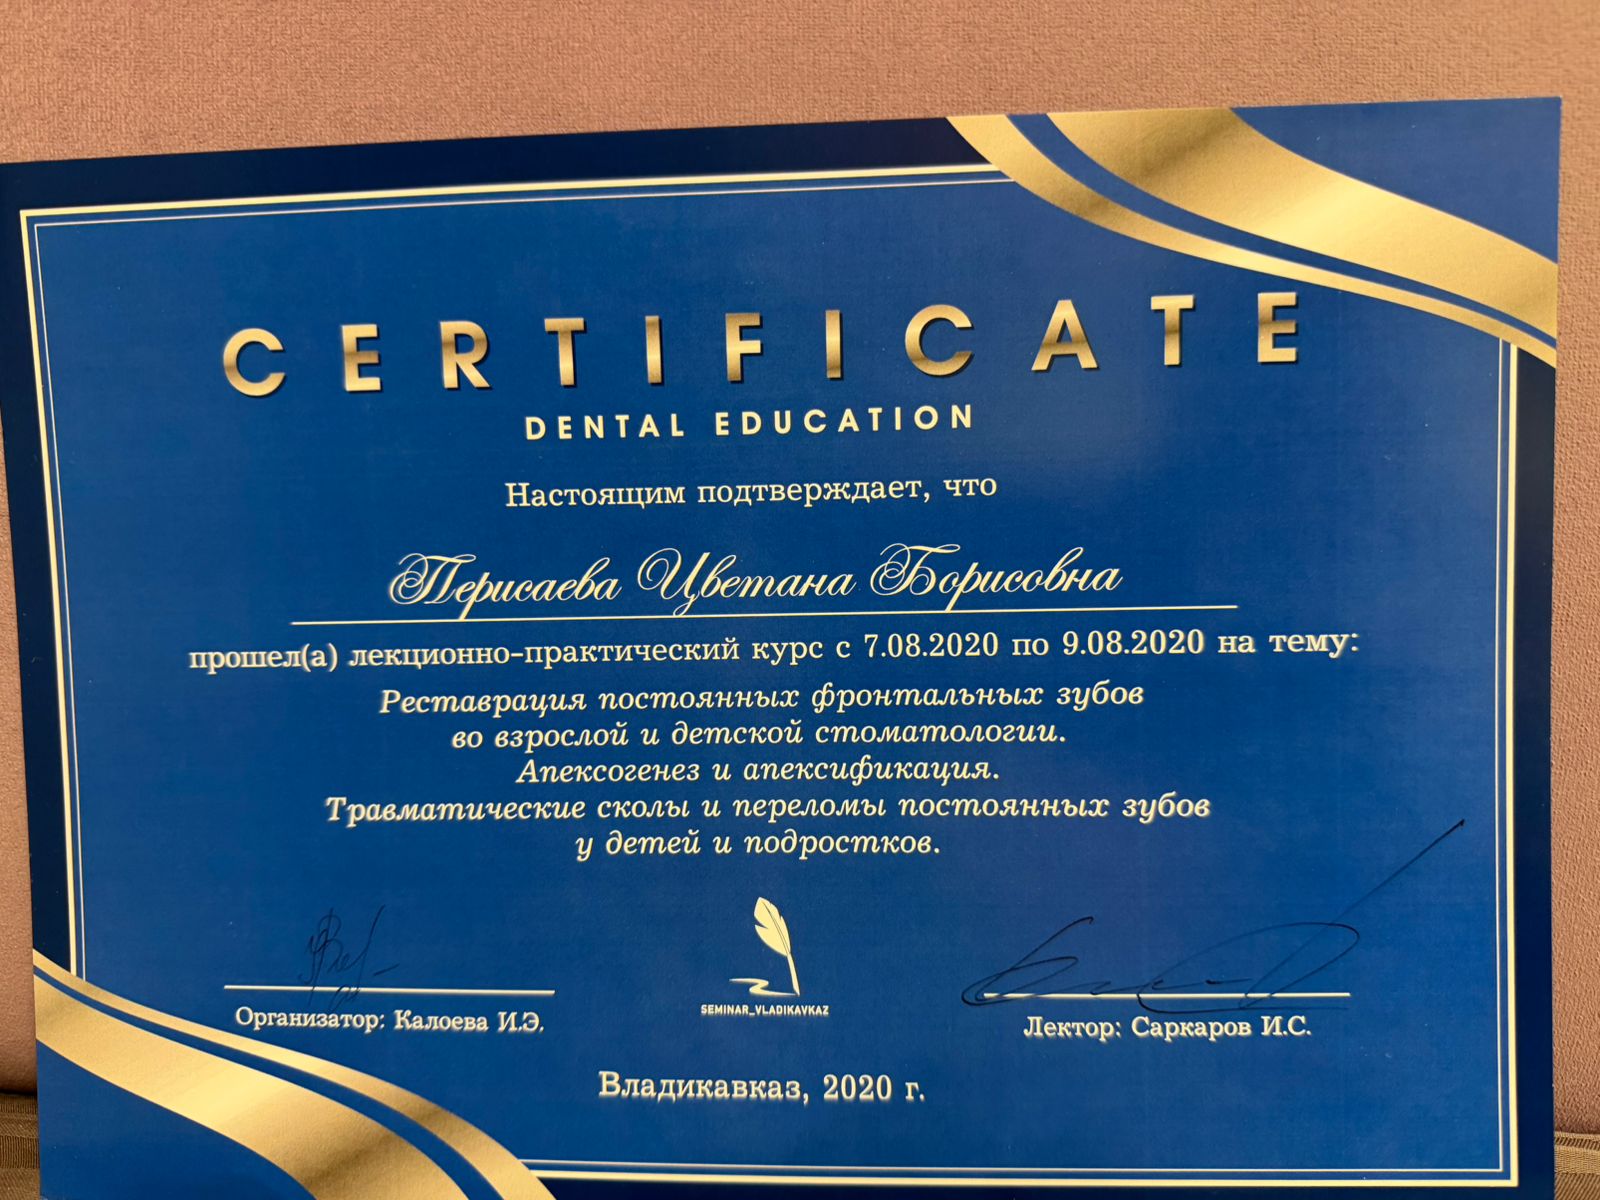 CERTIFICATE
DENTAL EDUCATION
Настоящим подтверждает, что
Перисаева Цветана Борисовна
прошел(а) лекционно-практический курс с 7.08.2020 по 9.08.2020 на тему:
Реставрация постоянных фронтальных зубов
во взрослой и детской стоматологии.
Апексогенез и апексификация.
Травматические сколы и переломы постоянных зубов
у детей и подростков.
SEMINAR_VLADIKAVKAZ
Организатор: Калоева И.Э.
Лектор: Саркаров И.С.
Владикавказ, 2020 г.